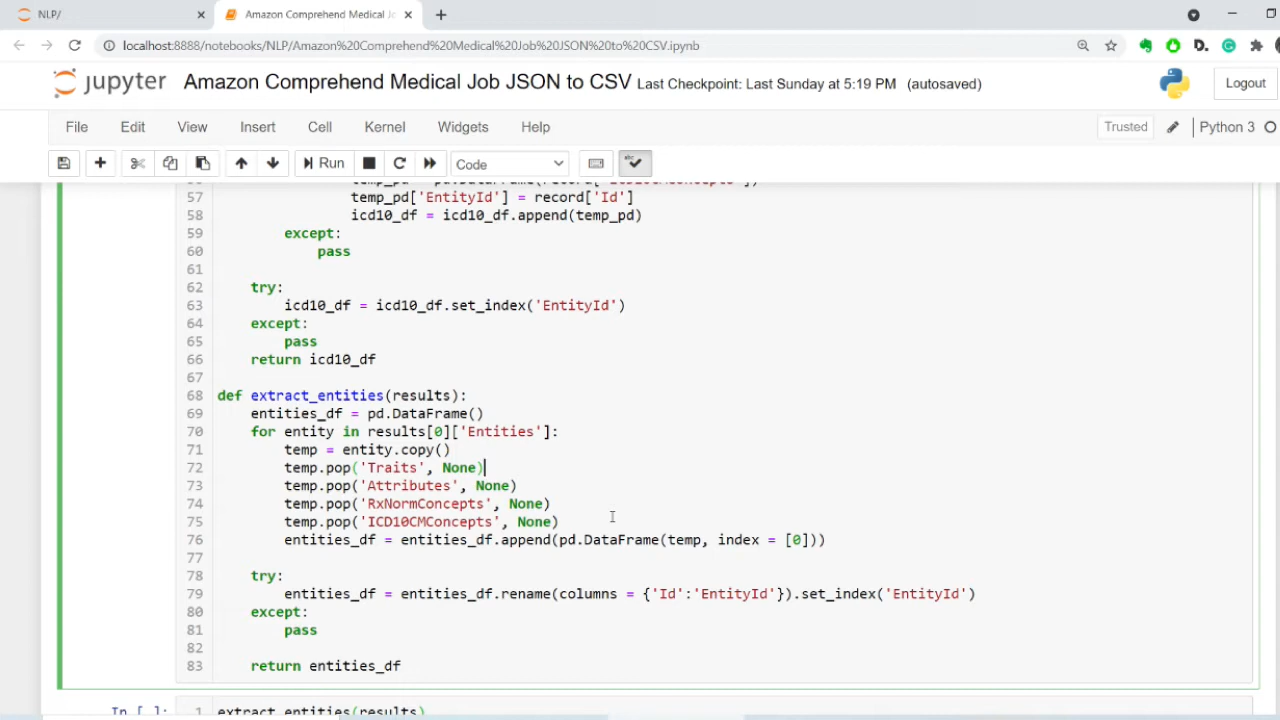 NLP/
Amazon Comprehend Medical Jo
localhost:8888/notebooks/NLP/Amazon%20Comprehend%20Medical%20Job%20JSON%20to%20CSV.ipynb
jupyter Amazon Comprehend Medical Job JSON to CSV Last Checkpoint: Last Sunday at 5:19 PM (autosaved)
Logout
File Edit View Insert Cell Kernel Widgets Help
Trusted Python 3
Run Code
57 temp_pd['EntityId'] = record['Id']
58 icd10_df = icd10_df.append(temp_pd)
59 except:
60 pass
61
62 try:
63 icd10_df = icd10_df.set_index('EntityId')
64 except:
65 pass
66 return icd10_df
67
68 def extract_entities(results):
69 entities_df = pd.DataFrame()
70 for entity in results[0]['Entities']:
71 temp = entity.copy()
72 temp.pop('Traits', None)
73 temp.pop('Attributes', None)
74 temp.pop('RxNormConcepts', None)
75 temp.pop('ICD10CMConcepts', None)
76 entities_df = entities_df.append(pd.DataFrame(temp, index = [0]))
77
78 try:
79 entities_df = entities_df.rename(columns = {'Id':'EntityId'}).set_index('EntityId')
80 except:
81 pass
82
83 return entities_df
In [ ]: 1 extract_entities(results)